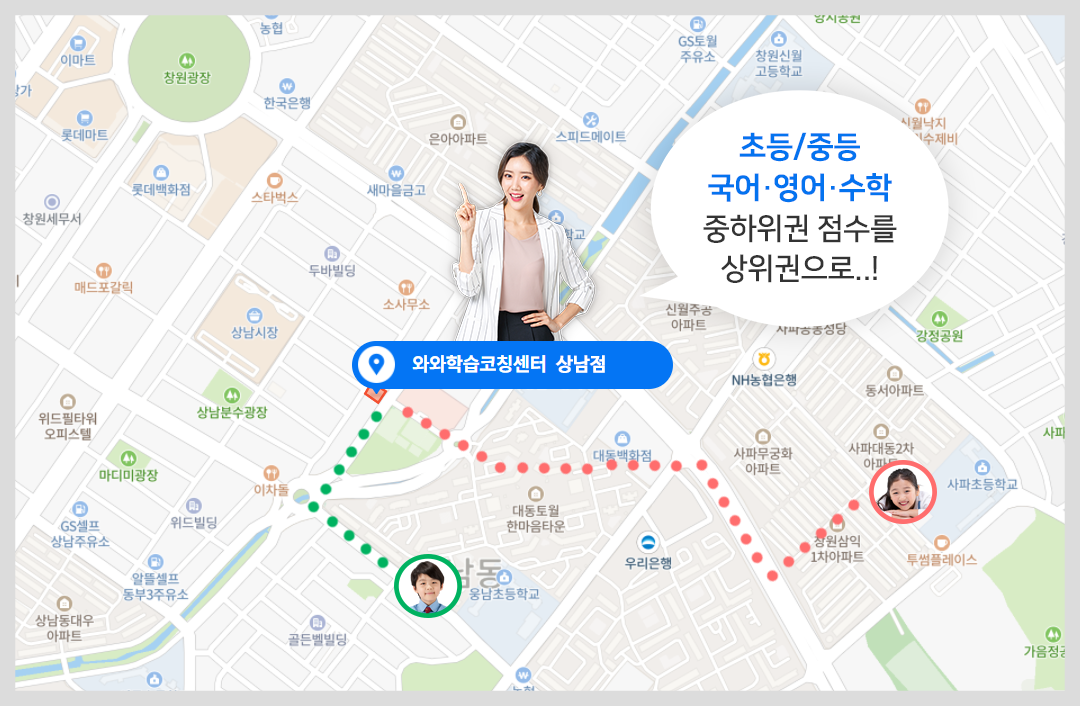 초등/중등
국어·영어·수학
중하위권 점수를
상위권으로..!
와와학습코칭센터 상남점
양지공원
농협
GS토월
주유소
이마트
창원광장
창원신월
고등학교
한국은행
롯데마트
은아아파트
스피드메이트
롯데백화점
스타벅스
새마을금고
창원세무서
두바빌딩
매드포갈릭
소사무소
신월주공
아파트
상남시장
강정공원
NH농협은행
동서아파트
상남분수광장
위드필타워
오피스텔
대동백화점
사파무궁화
아파트
사파동성당
사파대동2차
아파트
마디미광장
이차돌
사파초등학교
GS셀프
상남주유소
위드빌딩
대동토월
한마음타운
창원삼익
1차아파트
우리은행
투썸플레이스
알뜰셀프
동부3주유소
남동
웅남초등학교
상남동대우
아파트
골든벨빌딩
가음정공
농협